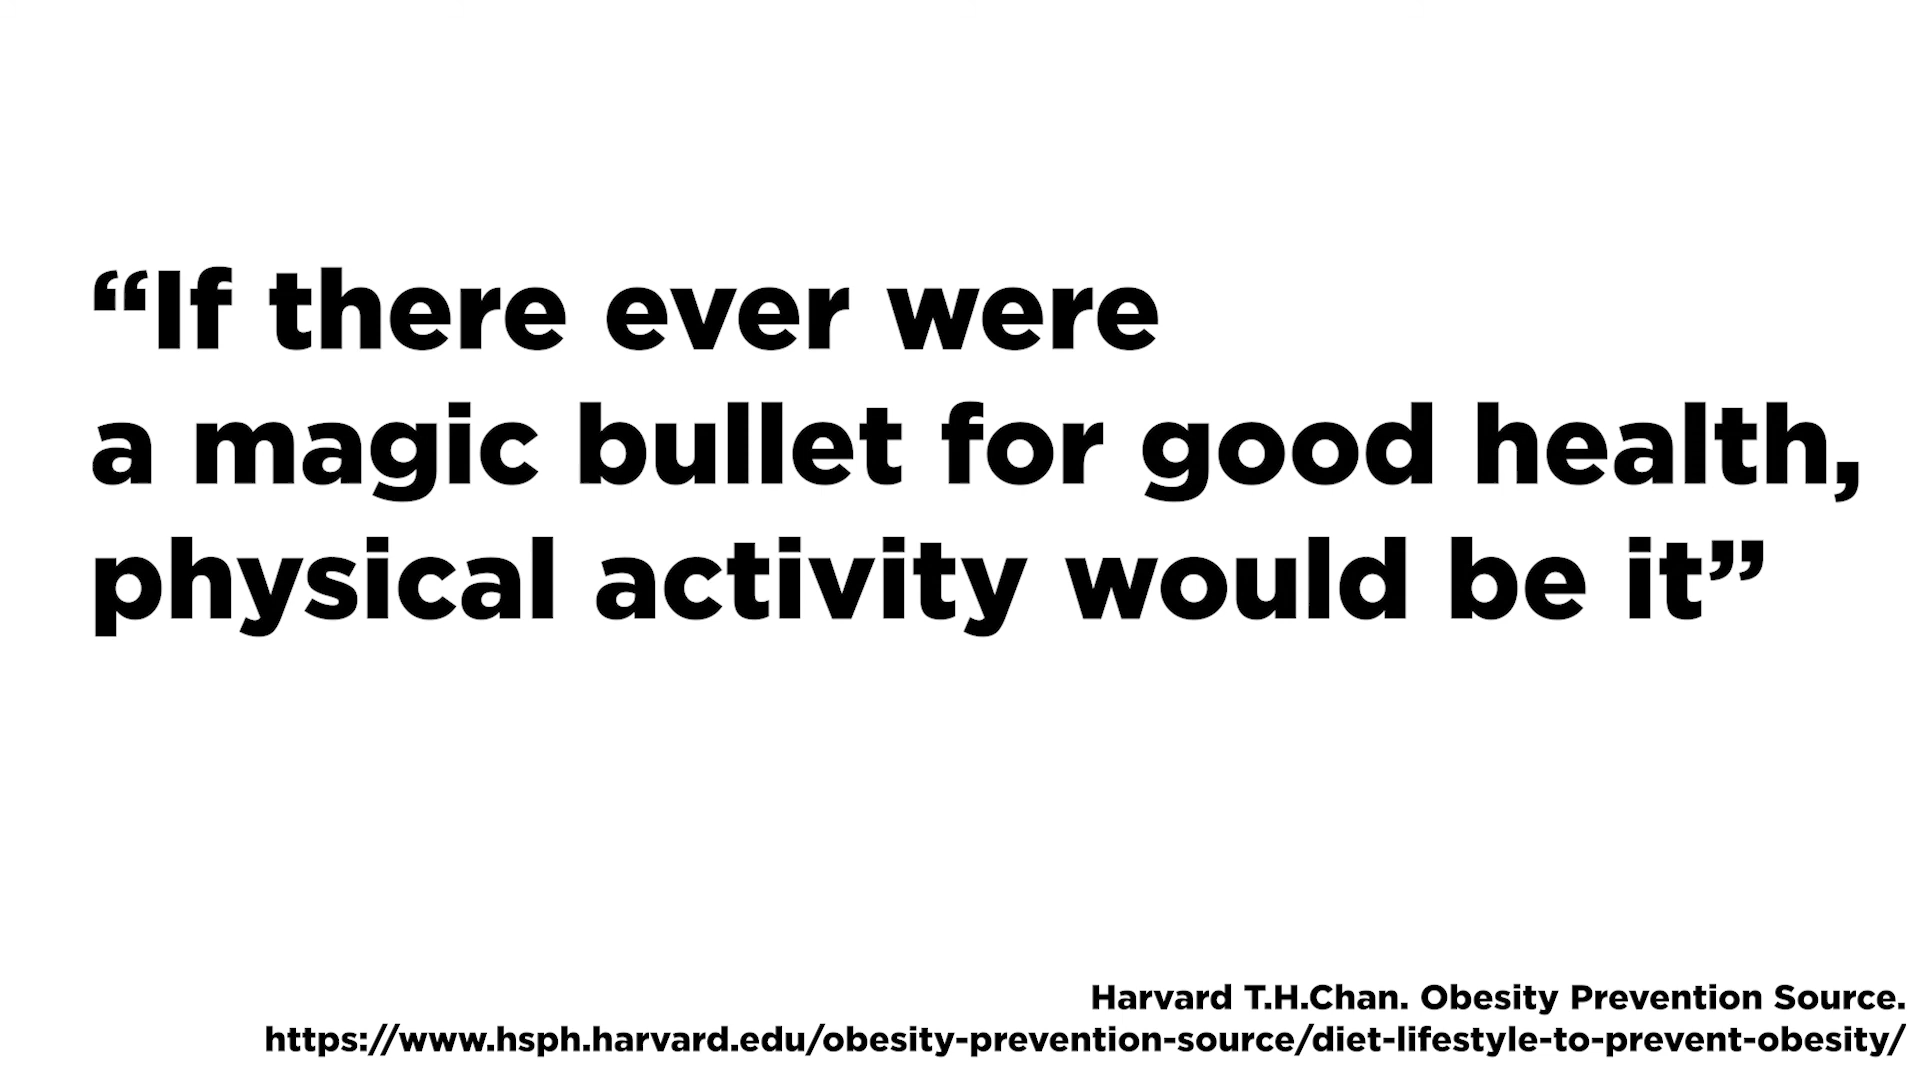 “If there ever were
a magic bullet for good health,
physical activity would be it”
Harvard T.H.Chan. Obesity Prevention Source.
https://www.hsph.harvard.edu/obesity-prevention-source/diet-lifestyle-to-prevent-obesity/